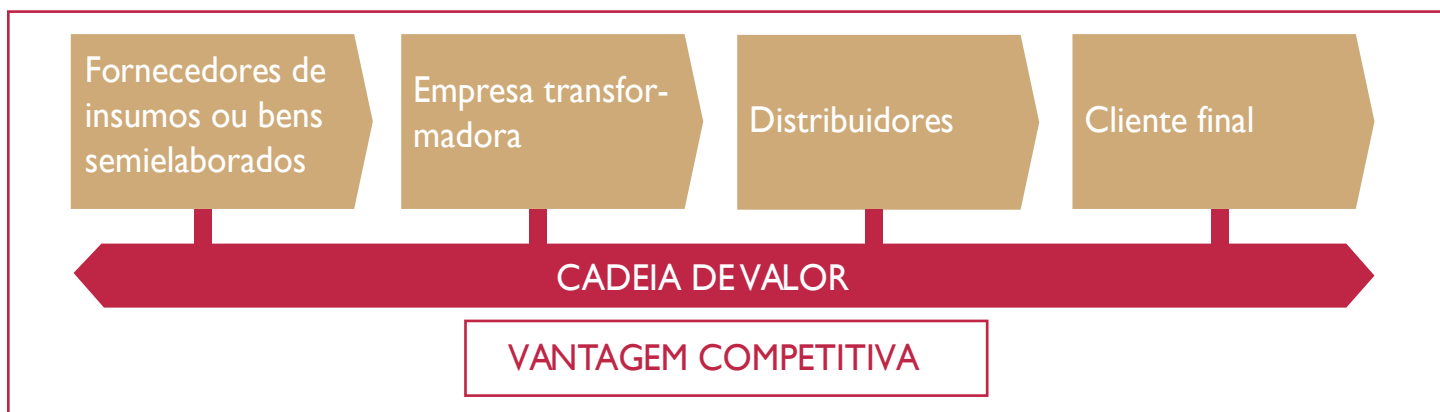 Fornecedores de
insumos ou bens
semielaborados
Empresa transfor-
madora
Distribuidores
Cliente final
CADEIA DE VALOR
VANTAGEM COMPETITIVA